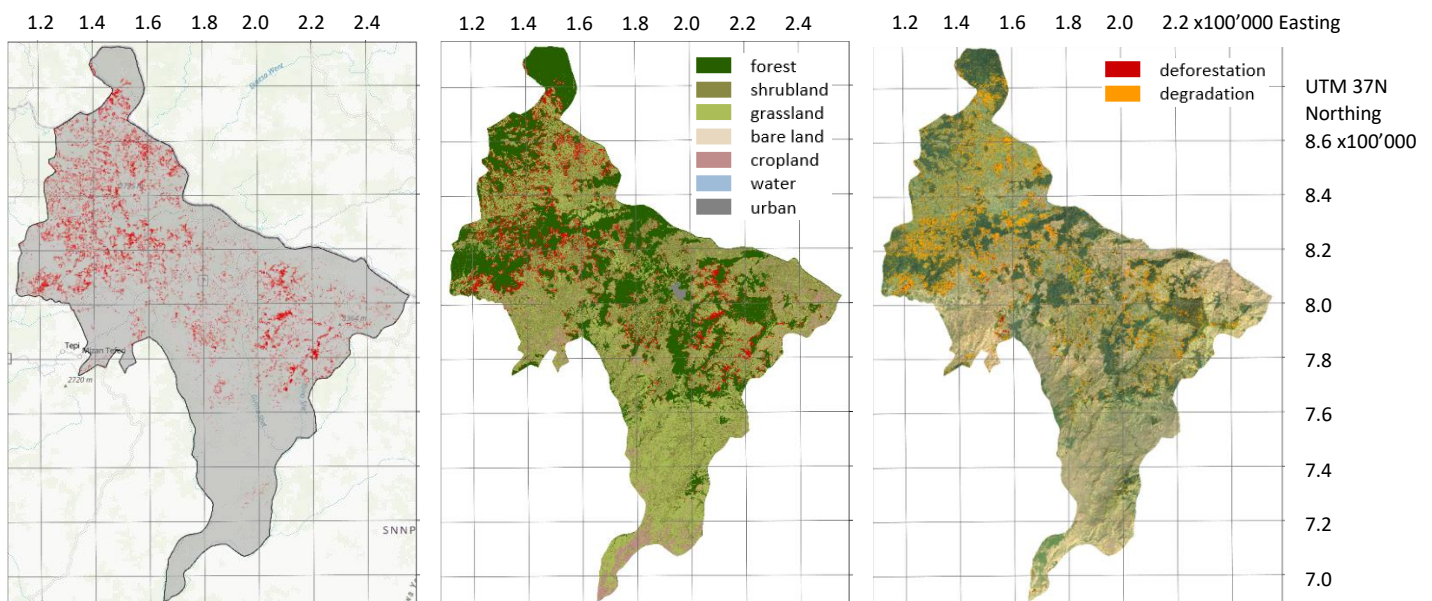 1.2 1.4 1.6 1.8 2.0 2.2 2.4
1.4 1.6 1.8 2.0 2.2 2.4
1.2 1.4 1.6 1.8 2.0 2.2 x100’000 Easting
forest
shrubland
grassland
bare land
cropland
water
urban
deforestation
degradation
UTM 37N
Northing
8.6 x100’000
8.4
8.2
8.0
7.8
7.6
7.4
7.2
7.0
Tepi
2720 m
SNNP